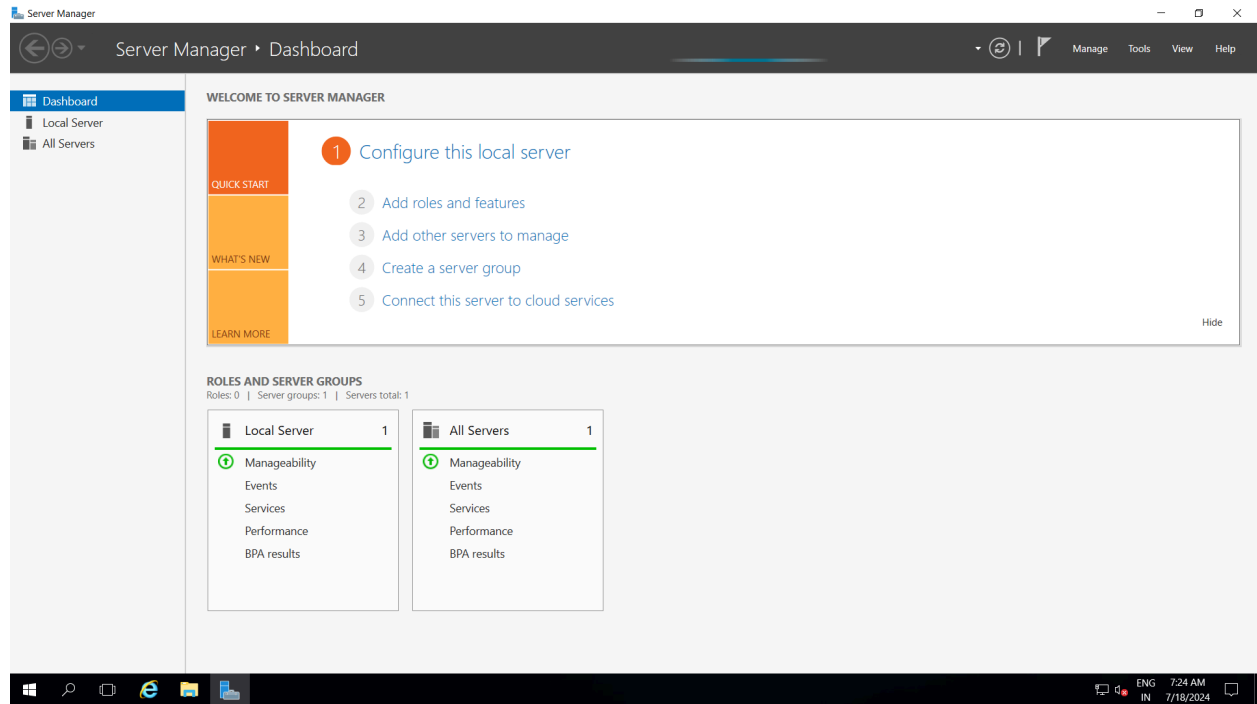 Server Manager
Server Manager ‣ Dashboard
Manage Tools View Help
Dashboard
Local Server
All Servers
WELCOME TO SERVER MANAGER
QUICK START
WHAT'S NEW
LEARN MORE
1 Configure this local server
2 Add roles and features
3 Add other servers to manage
4 Create a server group
5 Connect this server to cloud services
Hide
ROLES AND SERVER GROUPS
Roles: 0 | Server groups: 1 | Servers total: 1
Local Server 1
Manageability
Events
Services
Performance
BPA results
All Servers 1
Manageability
Events
Services
Performance
BPA results
ENG
IN
7:24 AM
7/18/2024